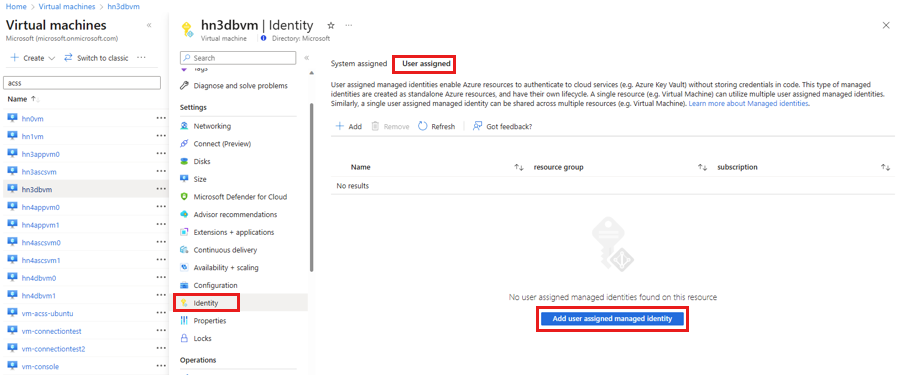 Home > Virtual machines > hn3dbvm
Virtual machines
Microsoft (microsoft.onmicrosoft.com)
+ Create
Switch to classic
···
acss
Name ↑
hn0vm ···
hn1vm ···
hn3appvm0 ···
hn3ascsvm ···
hn3dbvm ···
hn4appvm0 ···
hn4appvm1 ···
hn4ascsvm0 ···
hn4ascsvm1 ···
hn4dbvm0 ···
hn4dbvm1 ···
vm-acss-ubuntu ···
vm-connectiontest ···
vm-connectiontest2 ···
vm-console ···
hn3dbvm | Identity ☆ ···
Virtual machine
Directory: Microsoft
Search
Tags
Diagnose and solve problems
Settings
Networking
Connect (Preview)
Disks
Size
Microsoft Defender for Cloud
Advisor recommendations
Extensions + applications
Continuous delivery
Availability + scaling
Configuration
Identity
Properties
Locks
Operations
System assigned User assigned
User assigned managed identities enable Azure resources to authenticate to cloud services (e.g. Azure Key Vault) without storing credentials in code. This type of managed
identities are created as standalone Azure resources, and have their own lifecycle. A single resource (e.g. Virtual Machine) can utilize multiple user assigned managed identities.
Similarly, a single user assigned managed identity can be shared across multiple resources (e.g. Virtual Machine). Learn more about Managed identities.
+ Add Remove Refresh Got feedback?
Name ↑↓ resource group ↑↓ subscription ↑↓
No results
No user assigned managed identities found on this resource
Add user assigned managed identity